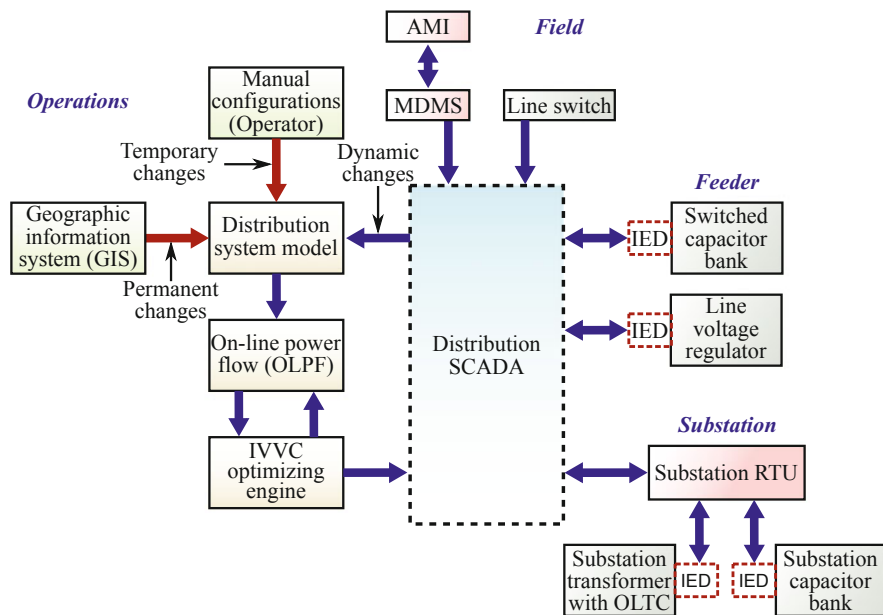 AMI
Field
Operations
Manual
configurations
(Operator)
MDMS
Line switch
Temporary
changes
Dynamic
changes
Feeder
Geographic
information
system (GIS)
Distribution
system model
IED
Switched
capacitor
bank
Permanent
changes
On-line power
flow (OLPF)
Distribution
SCADA
IED
Line
voltage
regulator
Substation
IVVC
optimizing
engine
Substation RTU
Substation
transformer
with OLTC
IED
IED
Substation
capacitor
bank